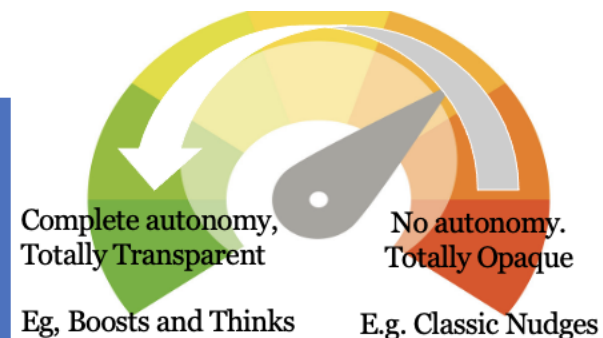 Complete autonomy,
Totally Transparent
Eg, Boosts and Thinks
No autonomy.
Totally Opaque
E.g. Classic Nudges